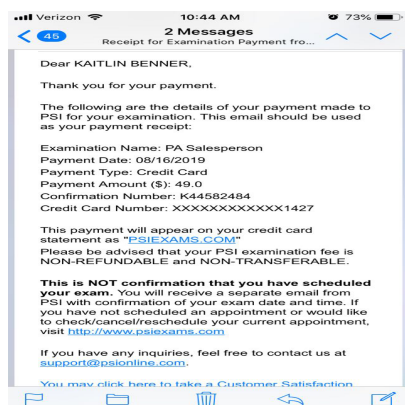 Verizon 10:44 AM 73%
45 2 Messages
Receipt for Examination Payment fro...
Dear KAITLIN BENNER,
Thank you for your payment.
The following are the details of your payment made to
PSI for your examination. This email should be used
as your payment receipt:
Examination Name: PA Salesperson
Payment Date: 08/16/2019
Payment Type: Credit Card
Payment Amount ($): 49.0
Confirmation Number: K44582484
Credit Card Number: XXXXXXXXXXXX1427
This payment will appear on your credit card
statement as "PSIEXAMS.COM"
Please be advised that your PSI examination fee is
NON-REFUNDABLE and NON-TRANSFERABLE.
This is NOT confirmation that you have scheduled
your exam. You will receive a separate email from
PSI with confirmation of your exam date and time. If
you have not scheduled an appointment or would like
to check/cancel/reschedule your current appointment,
visit http://www.psiexams.com
If you have any inquiries, feel free to contact us at
support@psionline.com
You may click here to take a Customer Satisfaction